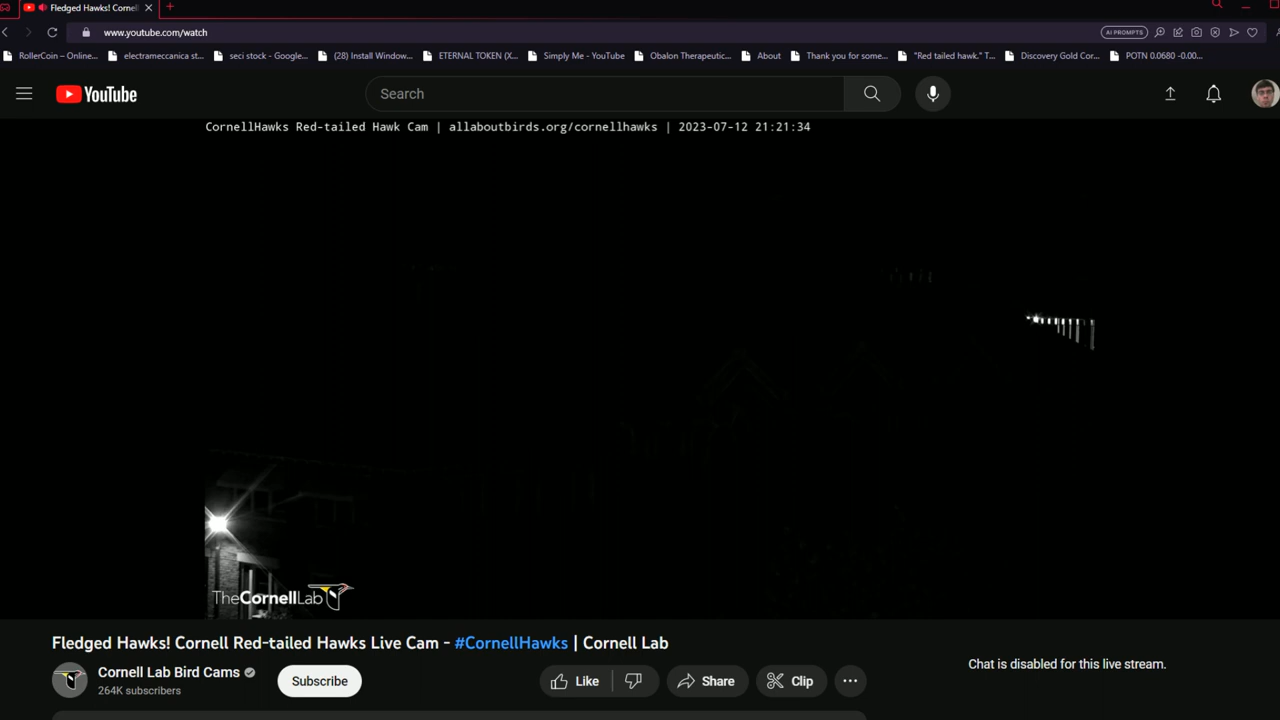 Fledged Hawks! Cornel
www.youtube.com/watch
AI PROMPTS
RollerCoin – Online...
electrameccanica st...
seci stock - Google...
(28) Install Window...
ETERNAL TOKEN (X...
Simply Me - YouTube
Obalon Therapeutic...
About
Thank you for some...
"Red tailed hawk." T...
Discovery Gold Cor...
POTN 0.0680 -0.00...
YouTube
Search
CornellHawks Red-tailed Hawk Cam | allaboutbirds.org/cornellhawks | 2023-07-12 21:21:34
TheCornellLab
Fledged Hawks! Cornell Red-tailed Hawks Live Cam - #CornellHawks | Cornell Lab
Chat is disabled for this live stream.
Cornell Lab Bird Cams
264K subscribers
Subscribe
Like
Share
Clip